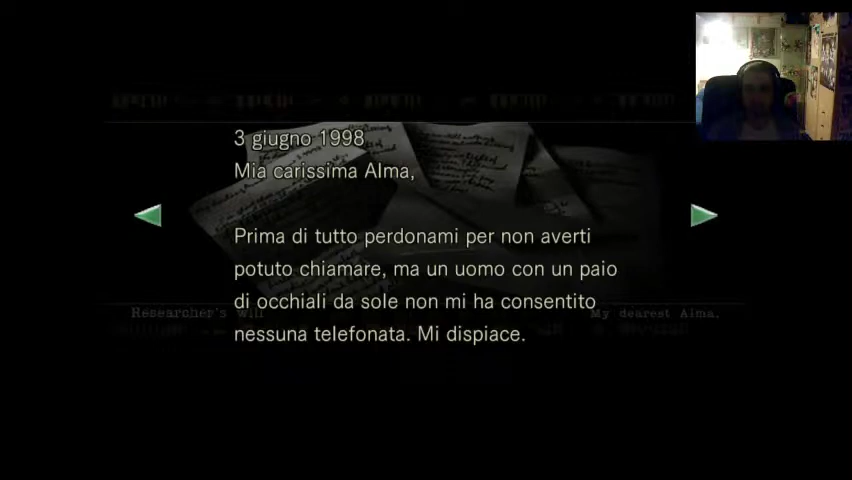 3 giugno 1998
Mia carissima Alma,
Prima di tutto perdonami per non averti
potuto chiamare, ma un uomo con un paio
di occhiali da sole non mi ha consentito
nessuna telefonata. Mi dispiace.
Researcher's will
My dearest Alma,